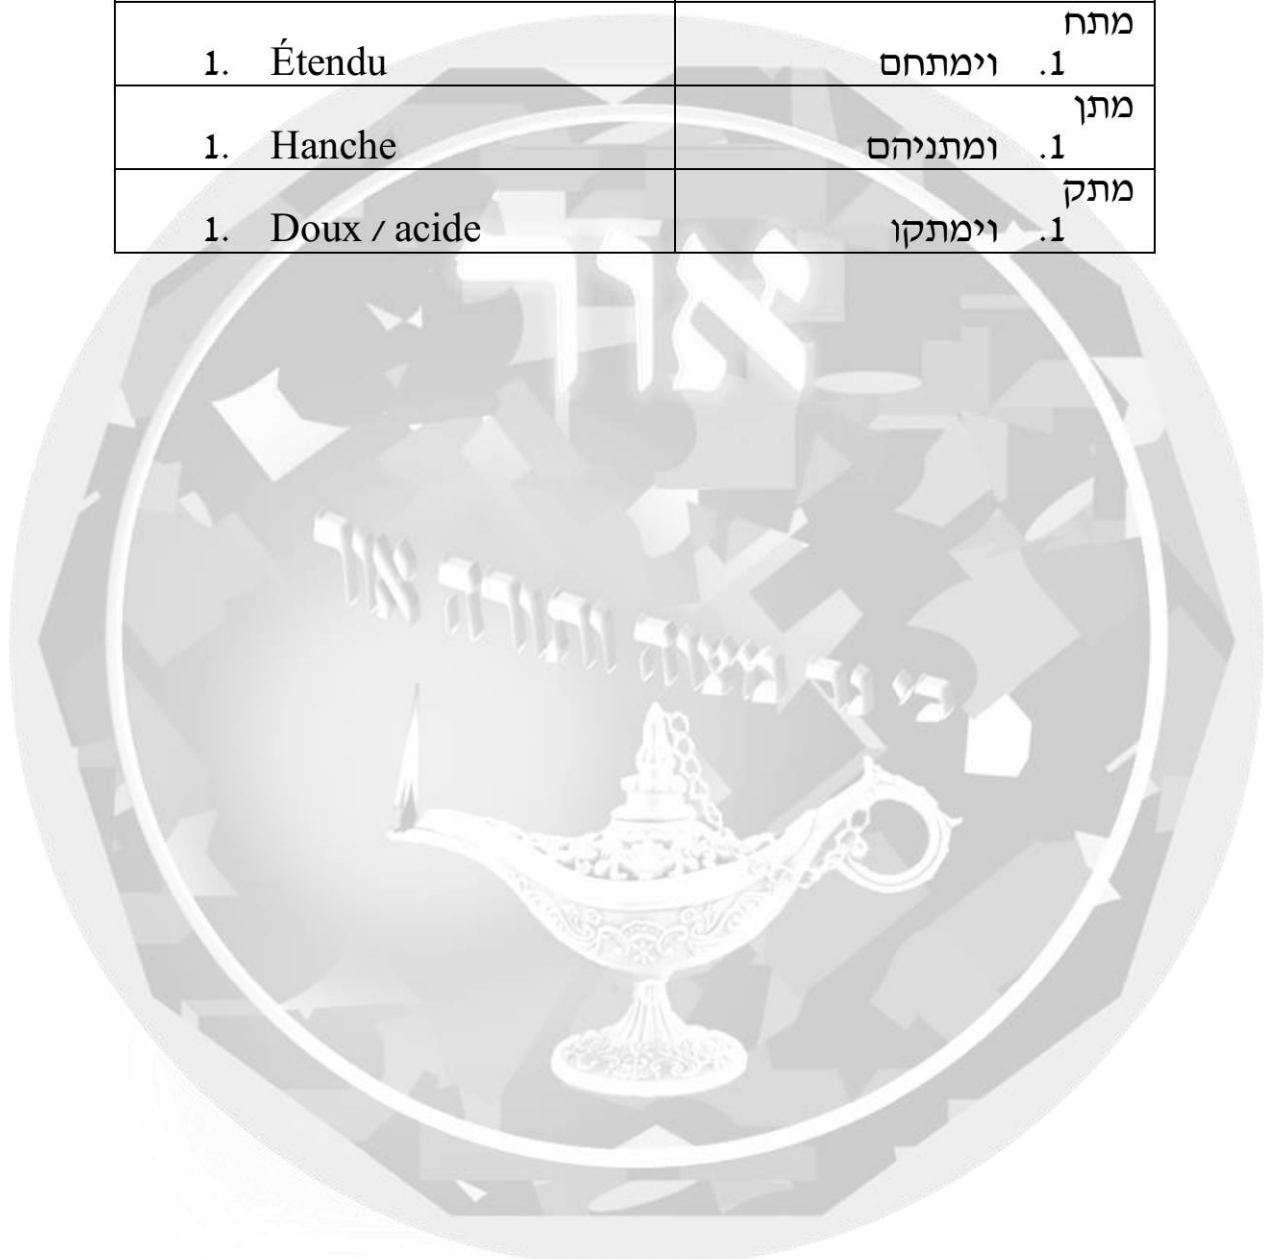 מתח
1. Étendu 1. וימתחם
מתן
1. Hanche 1. ומתניהם
מתק
1. Doux / acide 1. וימתקו
אור
כי נר מצוה ותורה אור